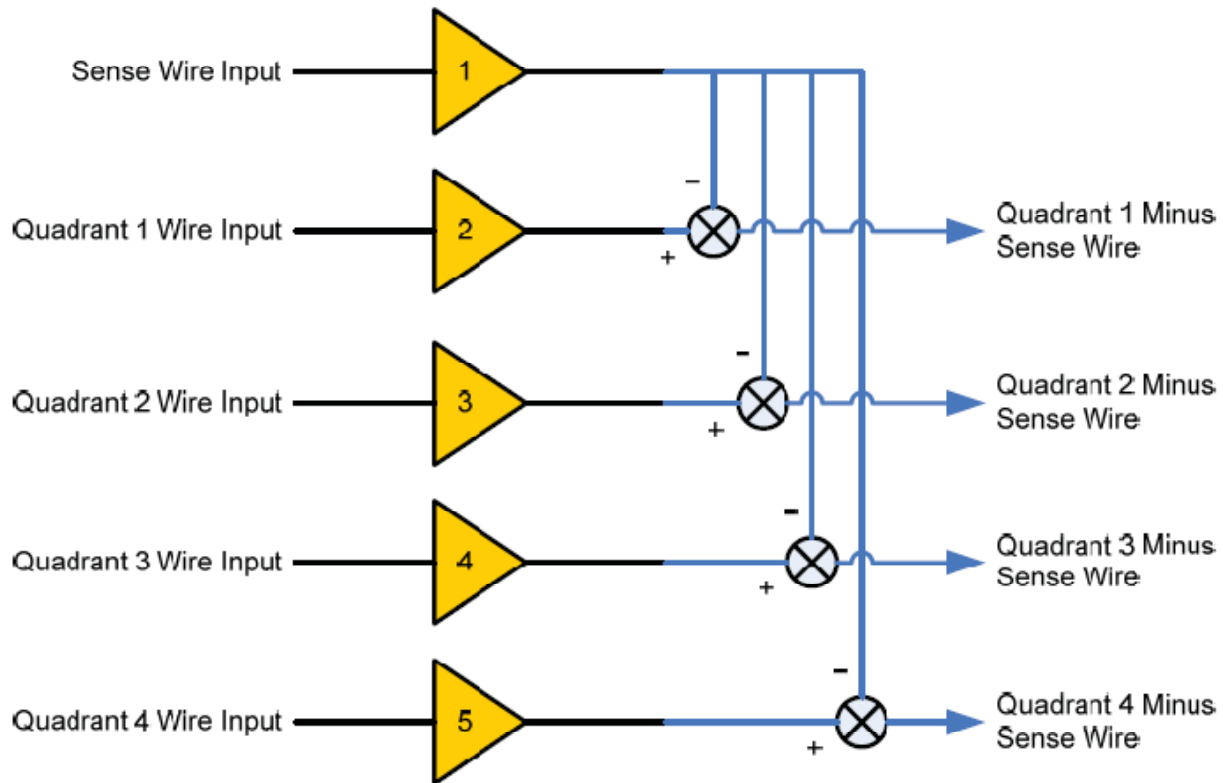 Sense Wire Input
1
–
Quadrant 1 Wire Input
2
+
Quadrant 1 Minus
Sense Wire
-
Quadrant 2 Wire Input
3
+
Quadrant 2 Minus
Sense Wire
-
Quadrant 3 Wire Input
4
+
Quadrant 3 Minus
Sense Wire
-
Quadrant 4 Wire Input
5
+
Quadrant 4 Minus
Sense Wire